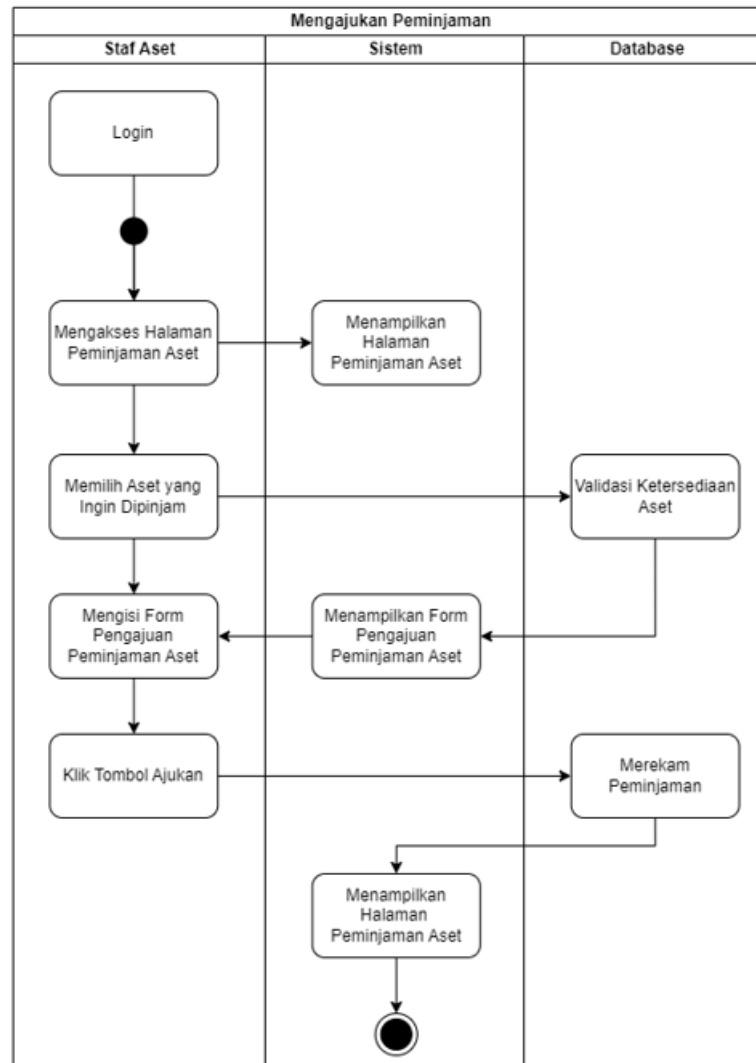 Mengajukan Peminjaman
Staf Aset
Sistem
Database
Login
Mengakses Halaman
Peminjaman Aset
Menampilkan
Halaman
Peminjaman Aset
Memilih Aset yang
Ingin Dipinjam
Validasi Ketersediaan
Aset
Mengisi Form
Pengajuan
Peminjaman Aset
Menampilkan Form
Pengajuan
Peminjaman Aset
Klik Tombol Ajukan
Merekam
Peminjaman
Menampilkan
Halaman
Peminjaman Aset